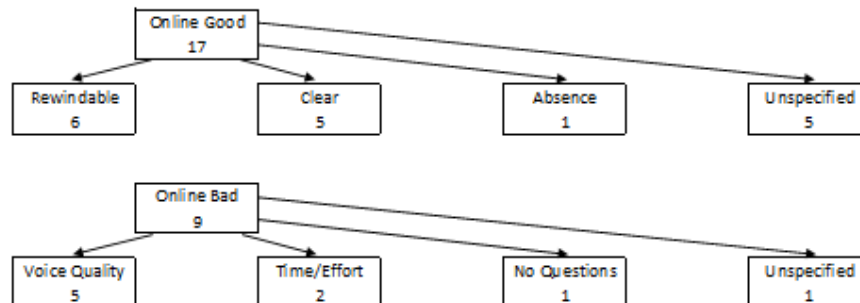 Online Good
17
Rewindable
6
Clear
5
Absence
1
Unspecified
5
Online Bad
9
Voice Quality
5
Time/Effort
2
No Questions
1
Unspecified
1